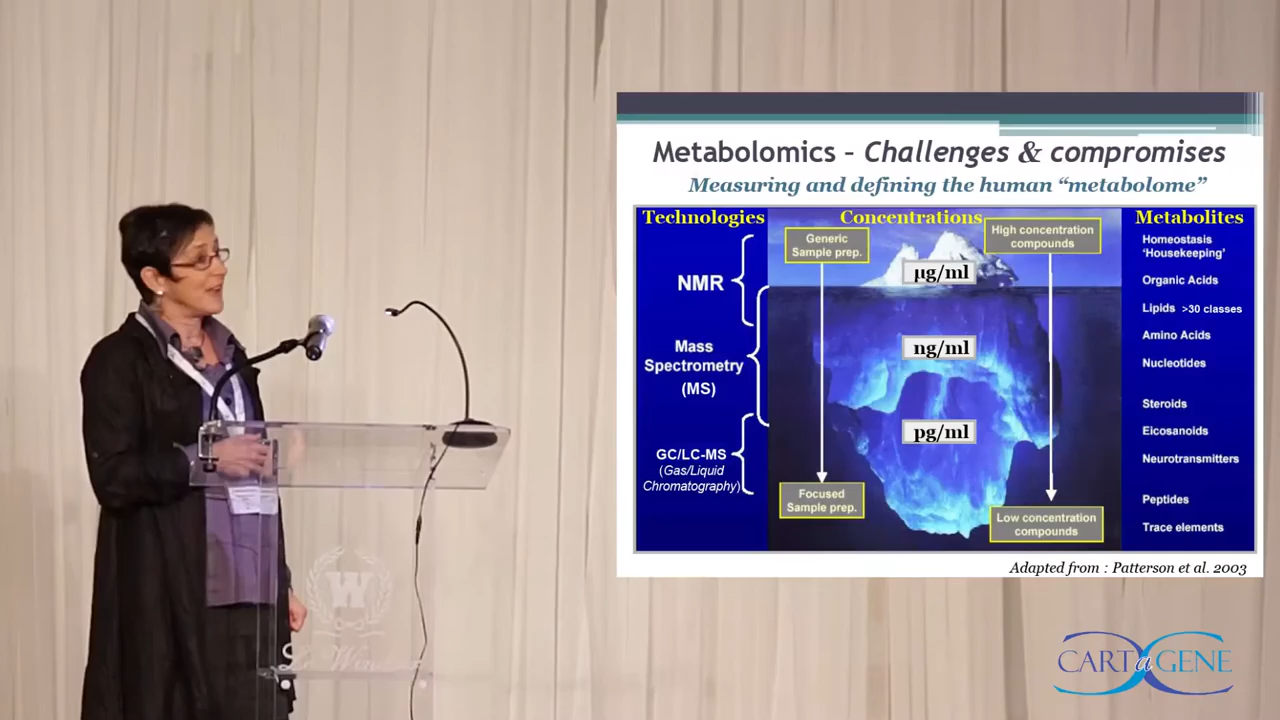 Metabolomics – Challenges & compromises
Measuring and defining the human “metabolome”
Technologies
NMR
Mass
Spectrometry
(MS)
GC/LC-MS
(Gas/Liquid
Chromatography)
Concentrations
Generic
Sample prep.
High concentration
compounds
µg/ml
ng/ml
pg/ml
Focused
Sample prep.
Low concentration
compounds
Metabolites
Homeostasis
‘Housekeeping’
Organic Acids
Lipids >30 classes
Amino Acids
Nucleotides
Steroids
Eicosanoids
Neurotransmitters
Peptides
Trace elements
Adapted from : Patterson et al. 2003
W
CARTaGENE